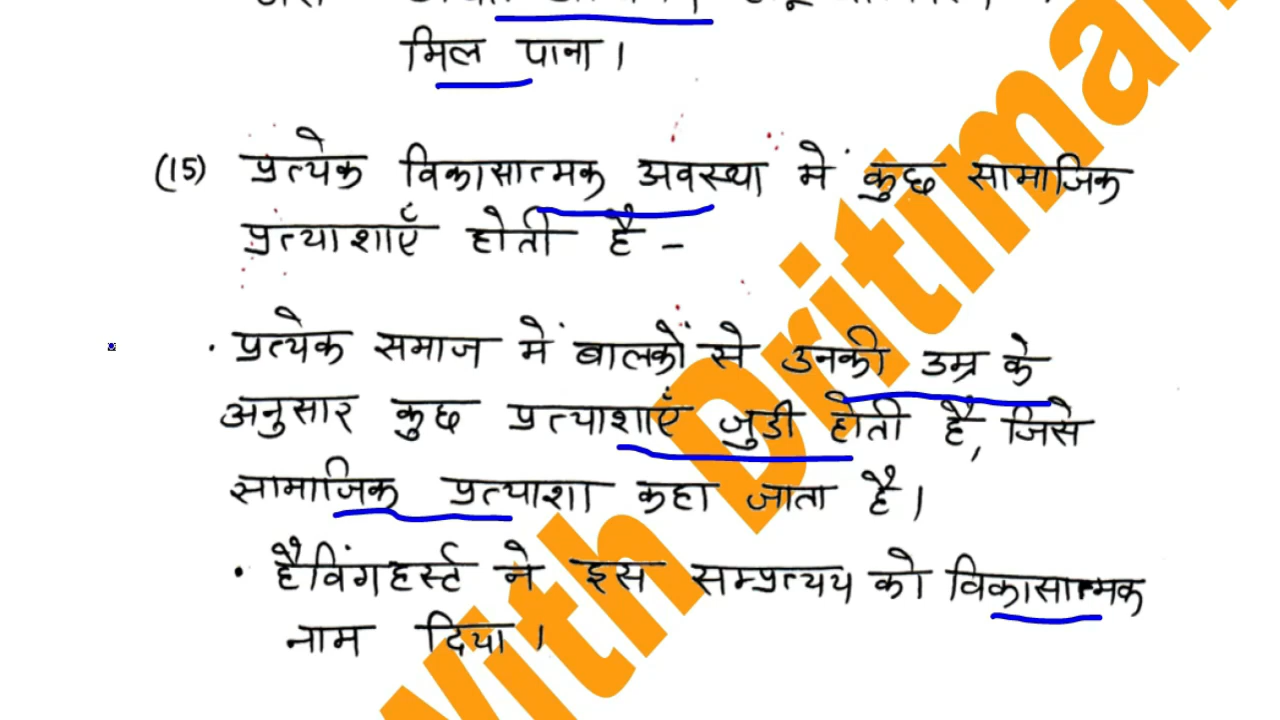 मिल पाना।
(15) प्रत्येक विकासात्मक अवस्था में कुछ सामाजिक
प्रत्याशाएँ होती है –
· प्रत्येक समाज में बालकों से उनकी उम्र के
अनुसार कुछ प्रत्याशाएँ जुडी होती है, जिसे
सामाजिक प्रत्याशा कहा जाता है।
· हैविंगहर्स्ट ने इस सम्प्रत्यय को विकासात्मक
नाम दिया।
With Dritiman